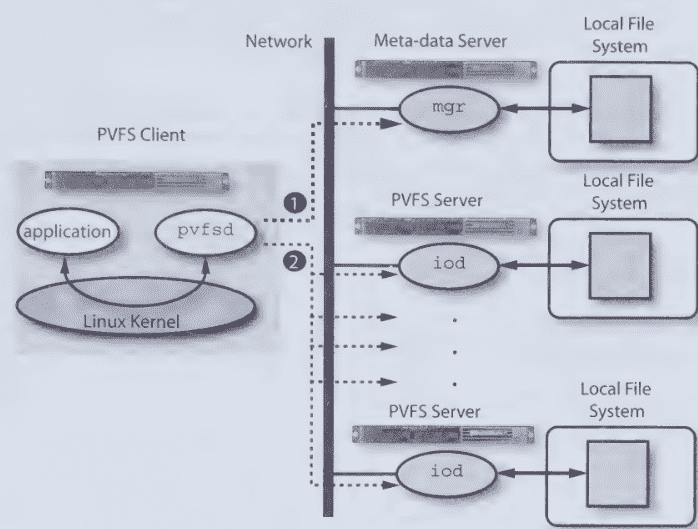 Network
Meta-data Server
Local File
System
mgr
PVFS Client
1
application
pvfsd
2
Linux Kernel
PVFS Server
iod
Local File
System
PVFS Server
iod
Local File
System